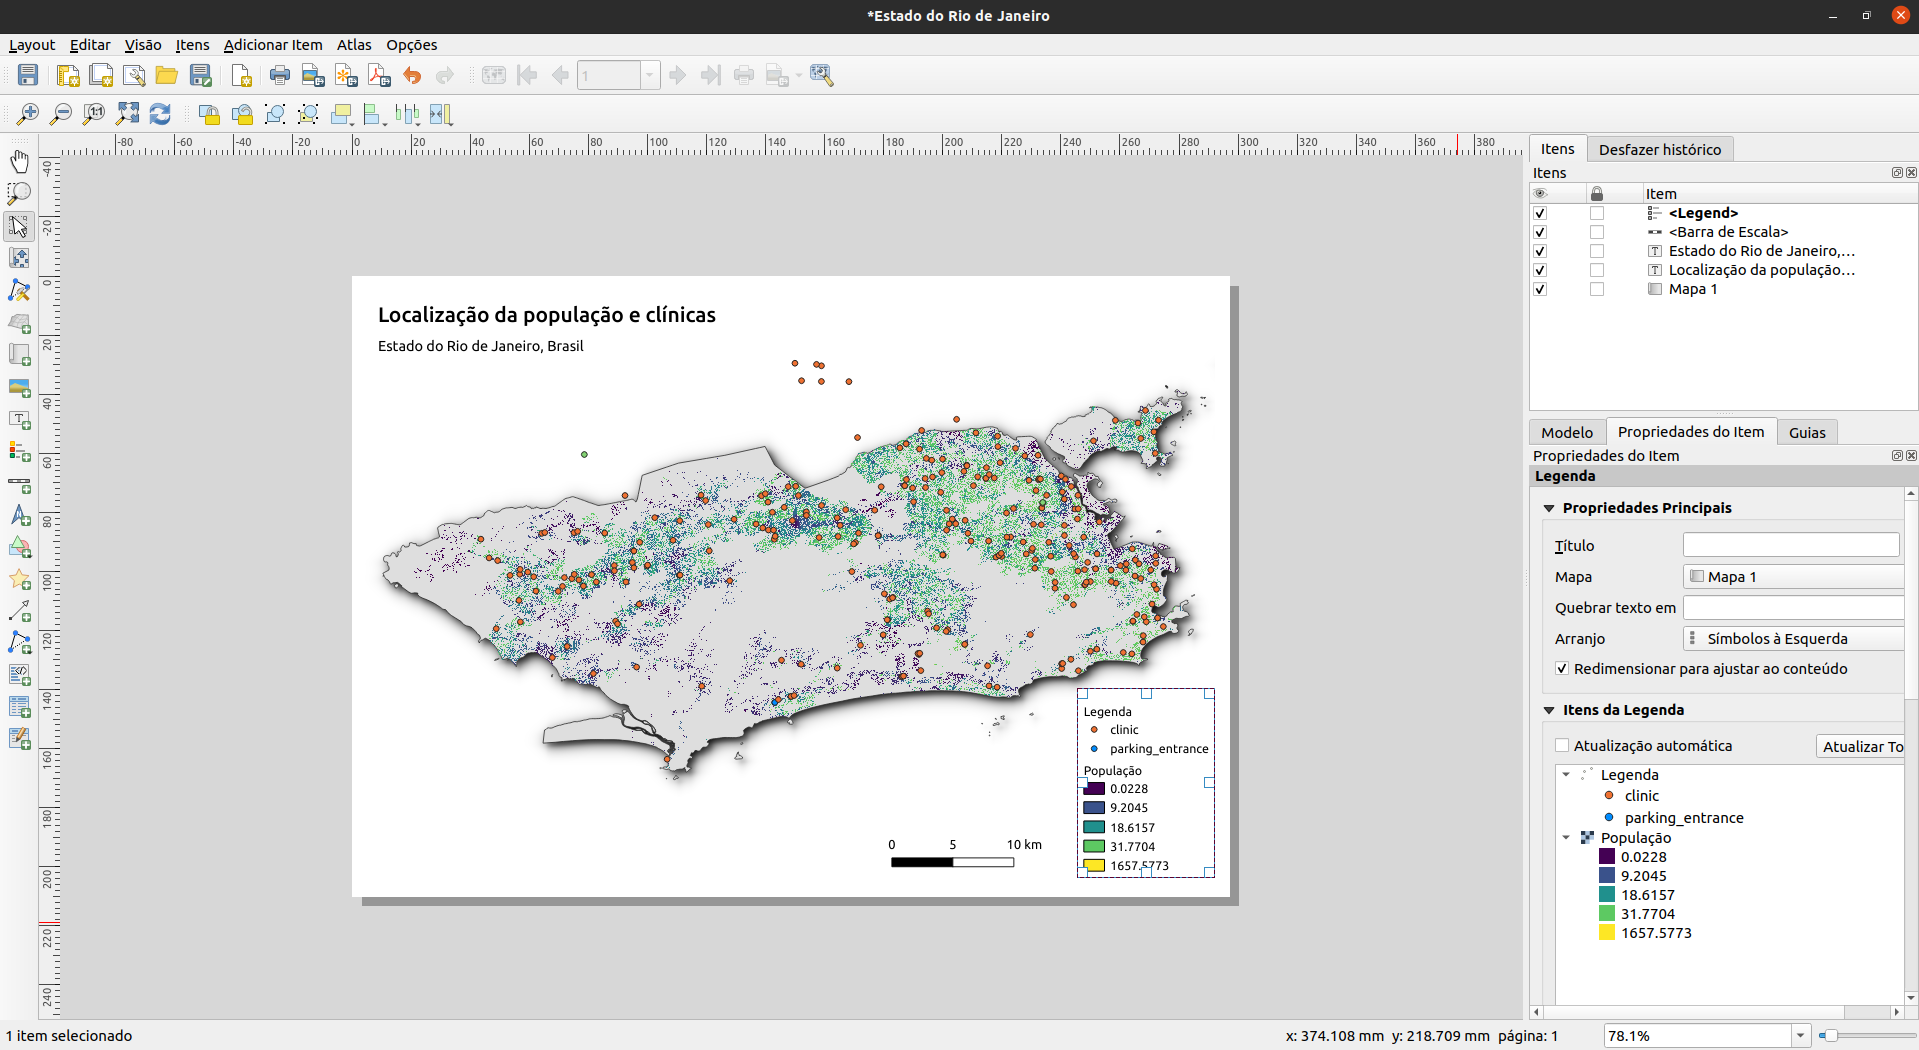 *Estado do Rio de Janeiro
Layout Editar Visão Itens Adicionar Item Atlas Opções
1
1:1
-80 -60 -40 -20 0 20 40 60 80 100 120 140 160 180 200 220 240 260 280 300 320 340 360 380
-40
-20
0
20
40
60
80
100
120
140
160
180
200
220
240
Localização da população e clínicas
Estado do Rio de Janeiro, Brasil
Legenda
clinic
parking_entrance
População
0.0228
9.2045
18.6157
31.7704
1657.5773
0 5 10 km
Itens Desfazer histórico
Itens
Item
<Legend>
<Barra de Escala>
Estado do Rio de Janeiro,...
Localização da população...
Mapa 1
Modelo Propriedades do Item Guias
Propriedades do Item
Legenda
Propriedades Principais
Título
Mapa Mapa 1
Quebrar texto em
Arranjo Símbolos à Esquerda
Redimensionar para ajustar ao conteúdo
Itens da Legenda
Atualização automática Atualizar To
Legenda
clinic
parking_entrance
População
0.0228
9.2045
18.6157
31.7704
1657.5773
1 item selecionado
x: 374.108 mm y: 218.709 mm página: 1
78.1%